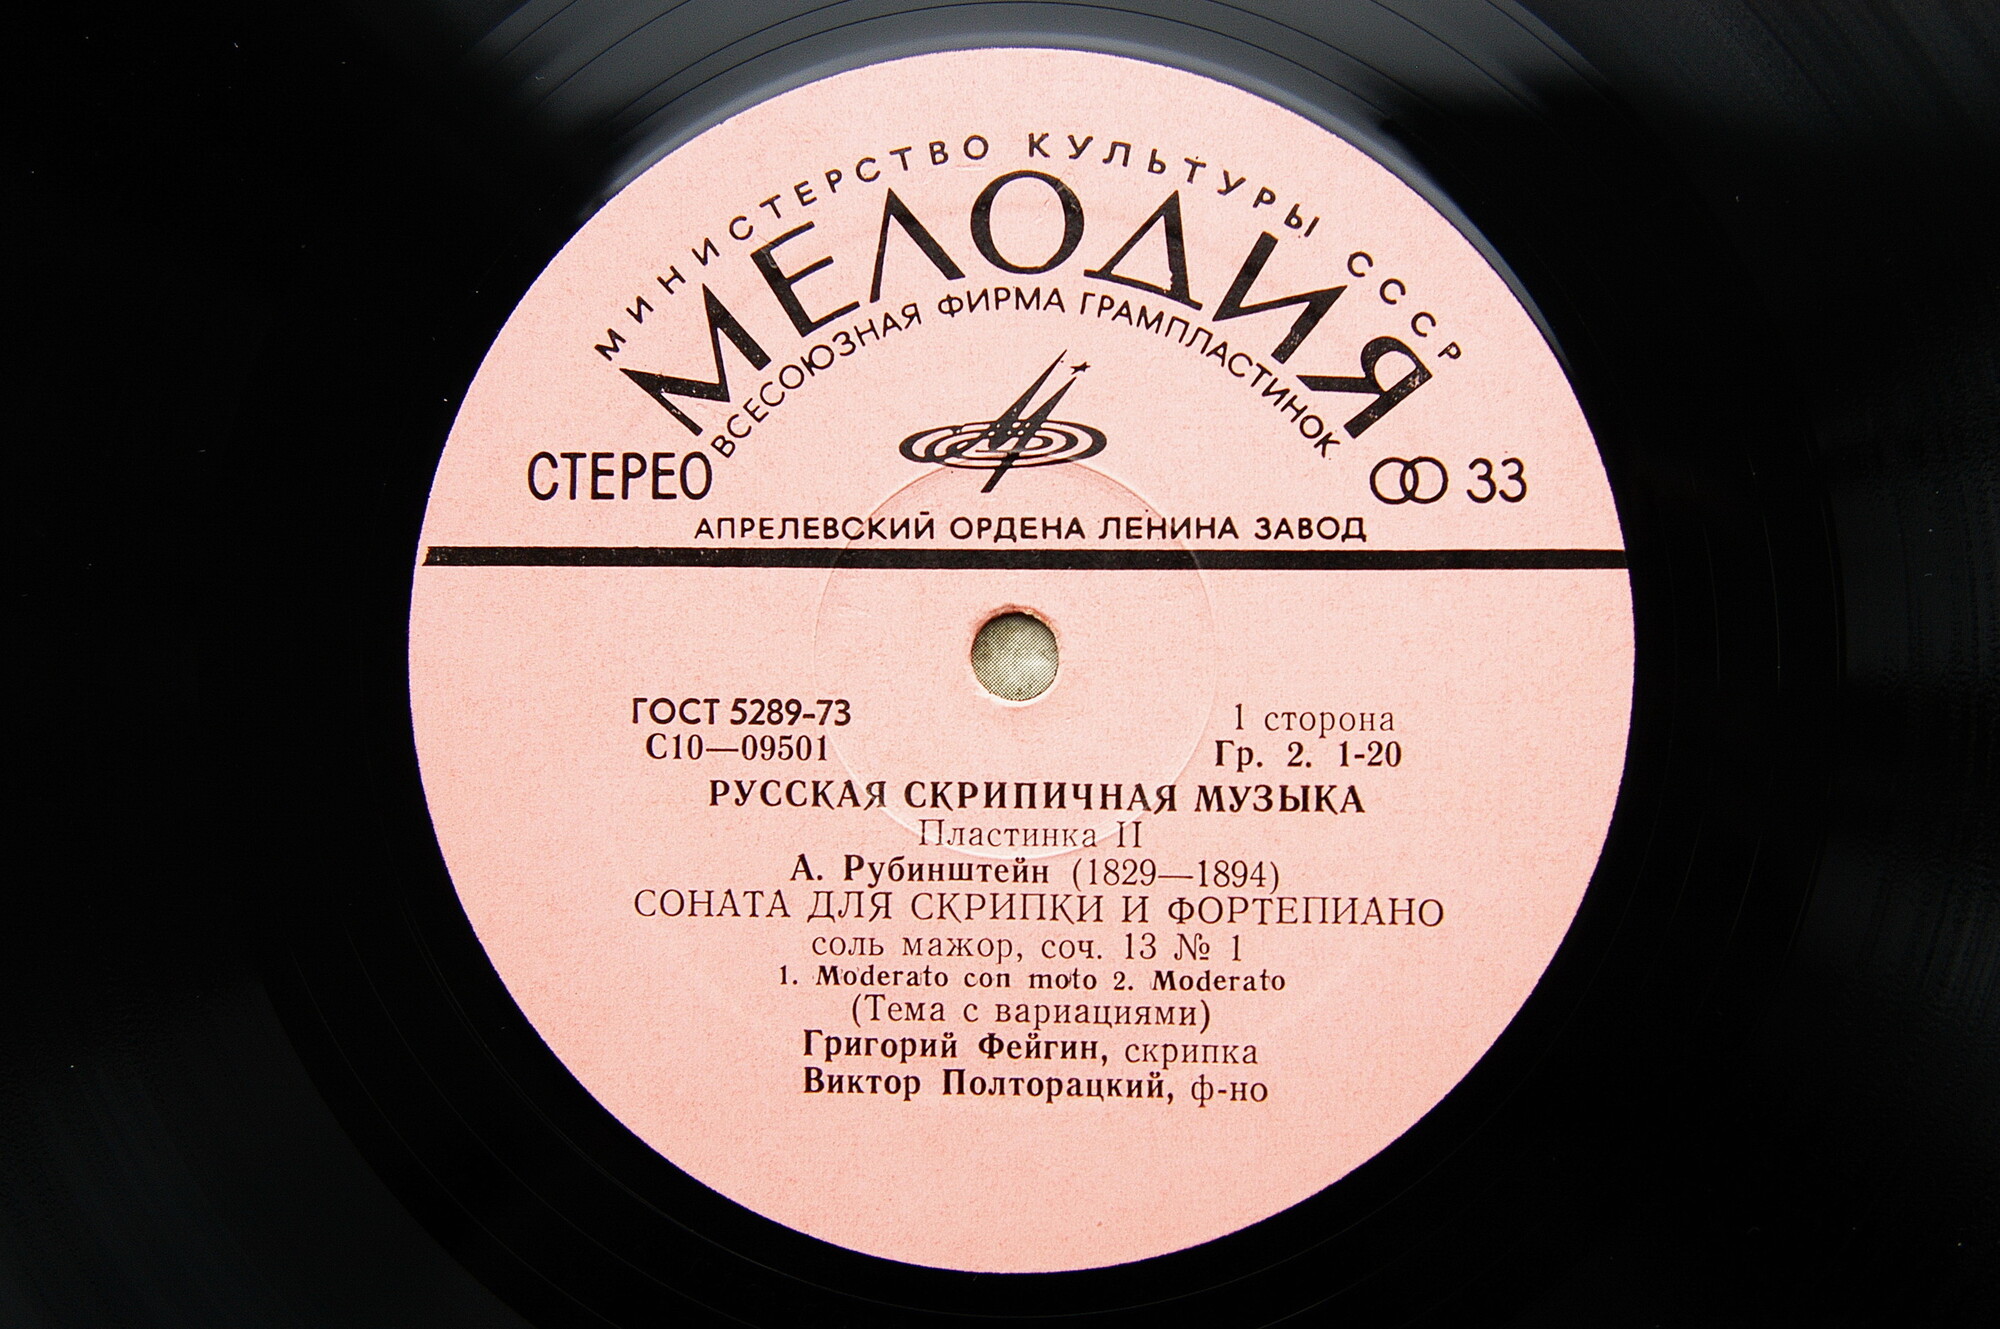 МИНИСТЕРСТВО КУЛЬТУРЫ СССР
МЕЛОДИЯ
ВСЕСОЮЗНАЯ ФИРМА ГРАМПЛАСТИНОК
СТЕРЕО 33
АПРЕЛЕВСКИЙ ОРДЕНА ЛЕНИНА ЗАВОД
ГОСТ 5289-73 1 сторона
С10—09501 Гр. 2. 1-20
РУССКАЯ СКРИПИЧНАЯ МУЗЫКА
Пластинка II
А. Рубинштейн (1829—1894)
СОНАТА ДЛЯ СКРИПКИ И ФОРТЕПИАНО
соль мажор, соч. 13 № 1
1. Moderato con moto 2. Moderato
(Тема с вариациями)
Григорий Фейгин, скрипка
Виктор Полторацкий, ф-но